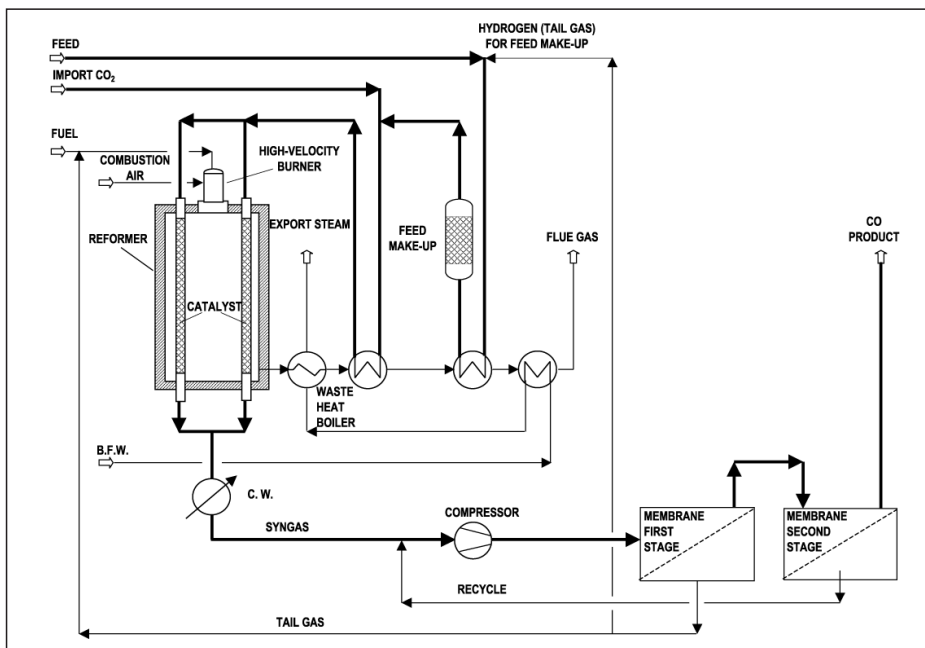 HYDROGEN (TAIL GAS)
FOR FEED MAKE-UP
FEED
IMPORT CO₂
FUEL
COMBUSTION
AIR
HIGH-VELOCITY
BURNER
EXPORT STEAM
FEED
MAKE-UP
FLUE GAS
CO
PRODUCT
REFORMER
CATALYST
WASTE
HEAT
BOILER
B.F.W.
C. W.
SYNGAS
COMPRESSOR
MEMBRANE
FIRST
STAGE
MEMBRANE
SECOND
STAGE
RECYCLE
TAIL GAS